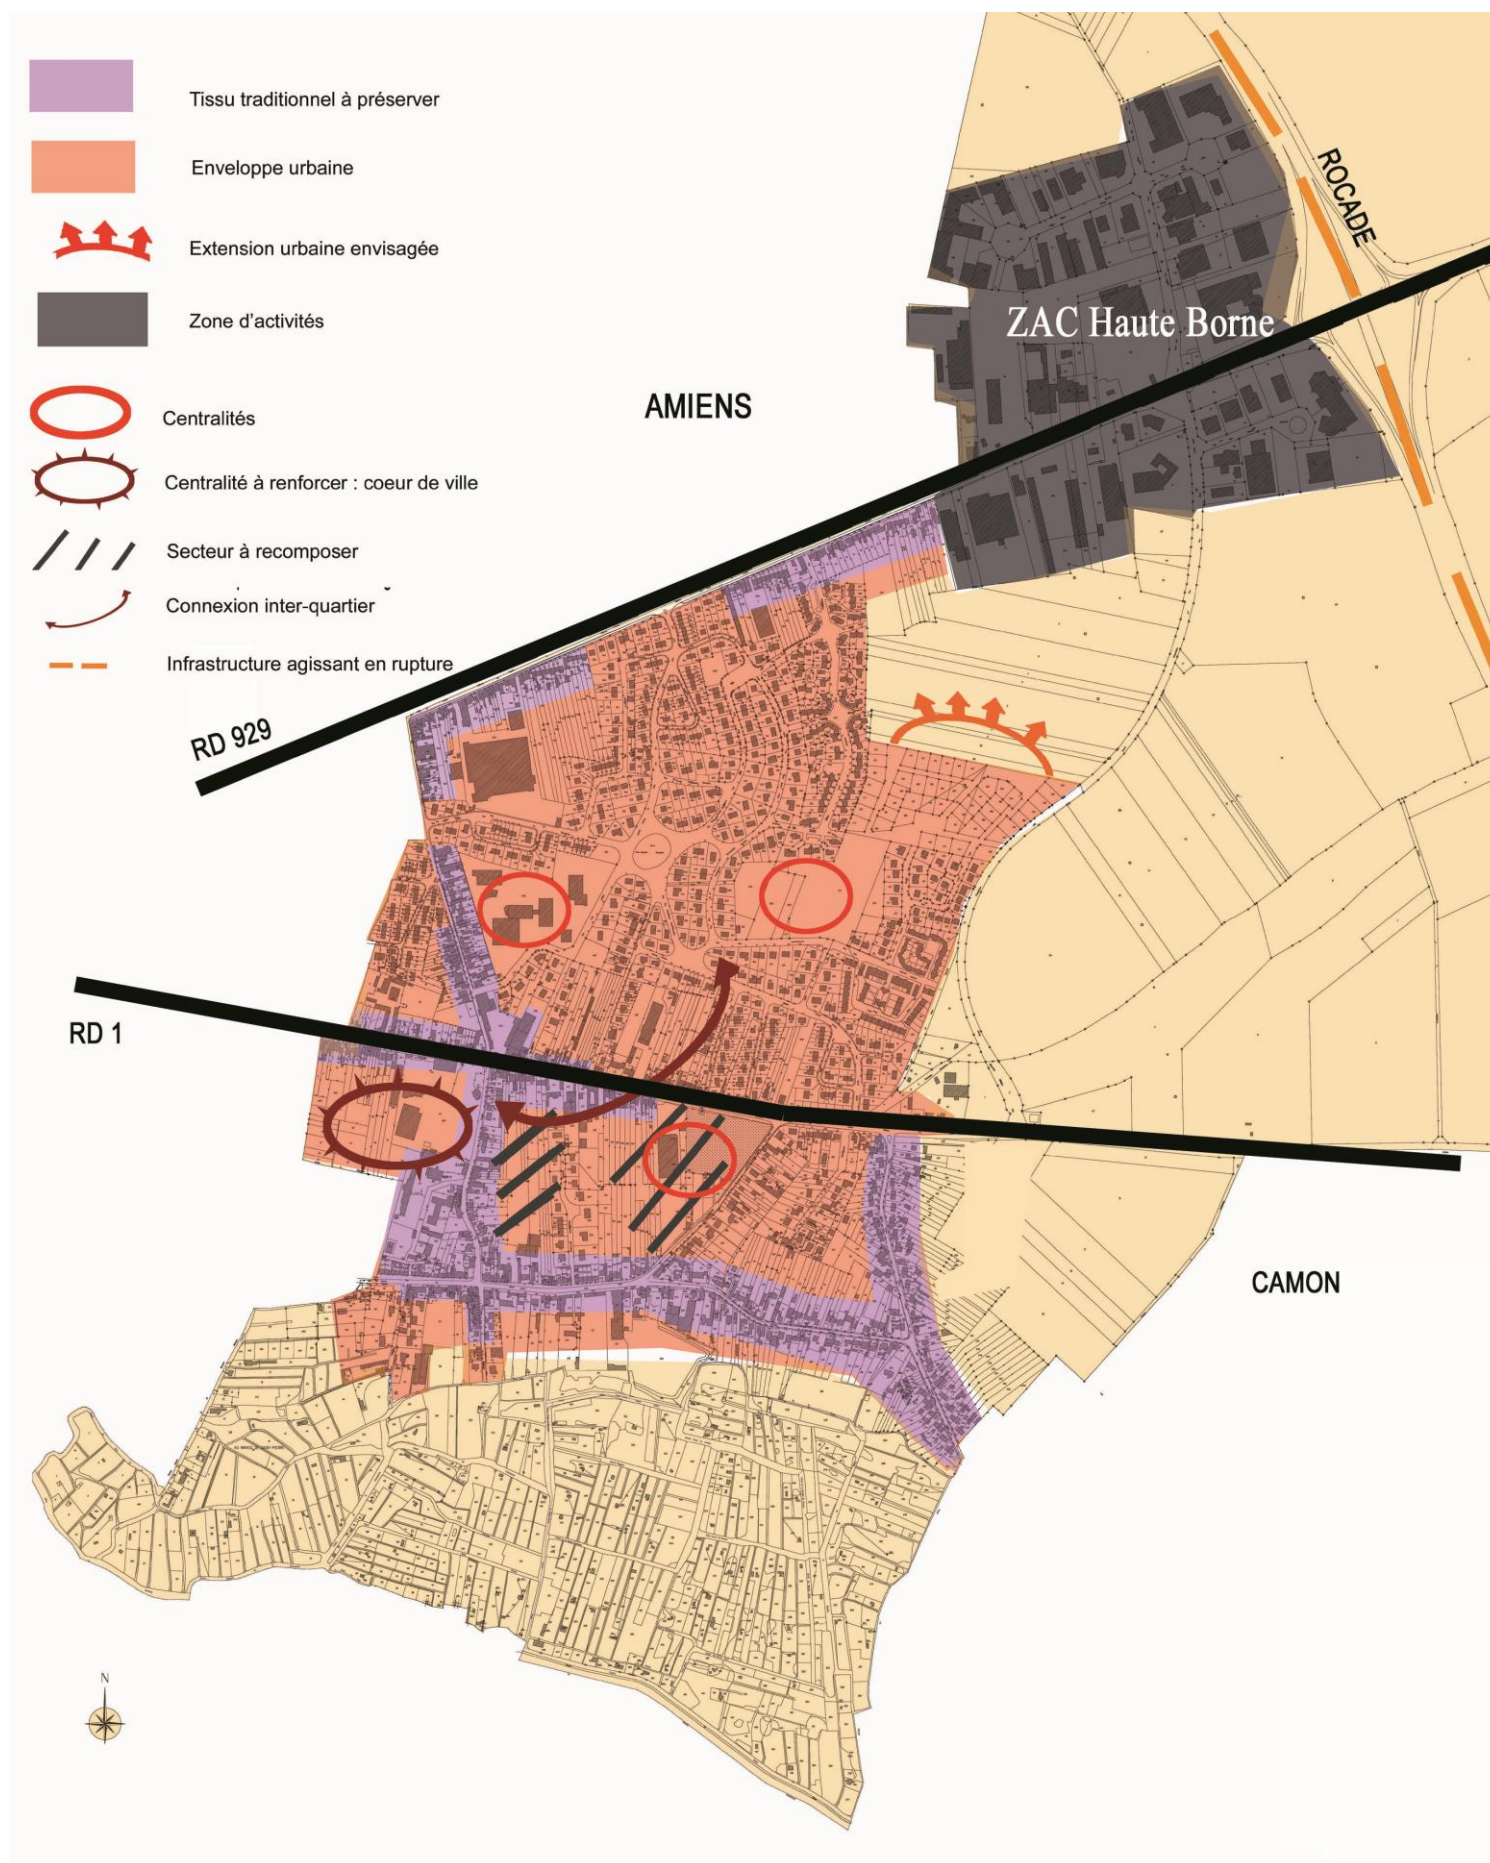 Tissu traditionnel à préserver
Enveloppe urbaine
Extension urbaine envisagée
Zone d'activités
Centralités
Centralité à renforcer : coeur de ville
Secteur à recomposer
Connexion inter-quartier
Infrastructure agissant en rupture
ROCADE
ZAC Haute Borne
AMIENS
RD 929
RD 1
CAMON
N